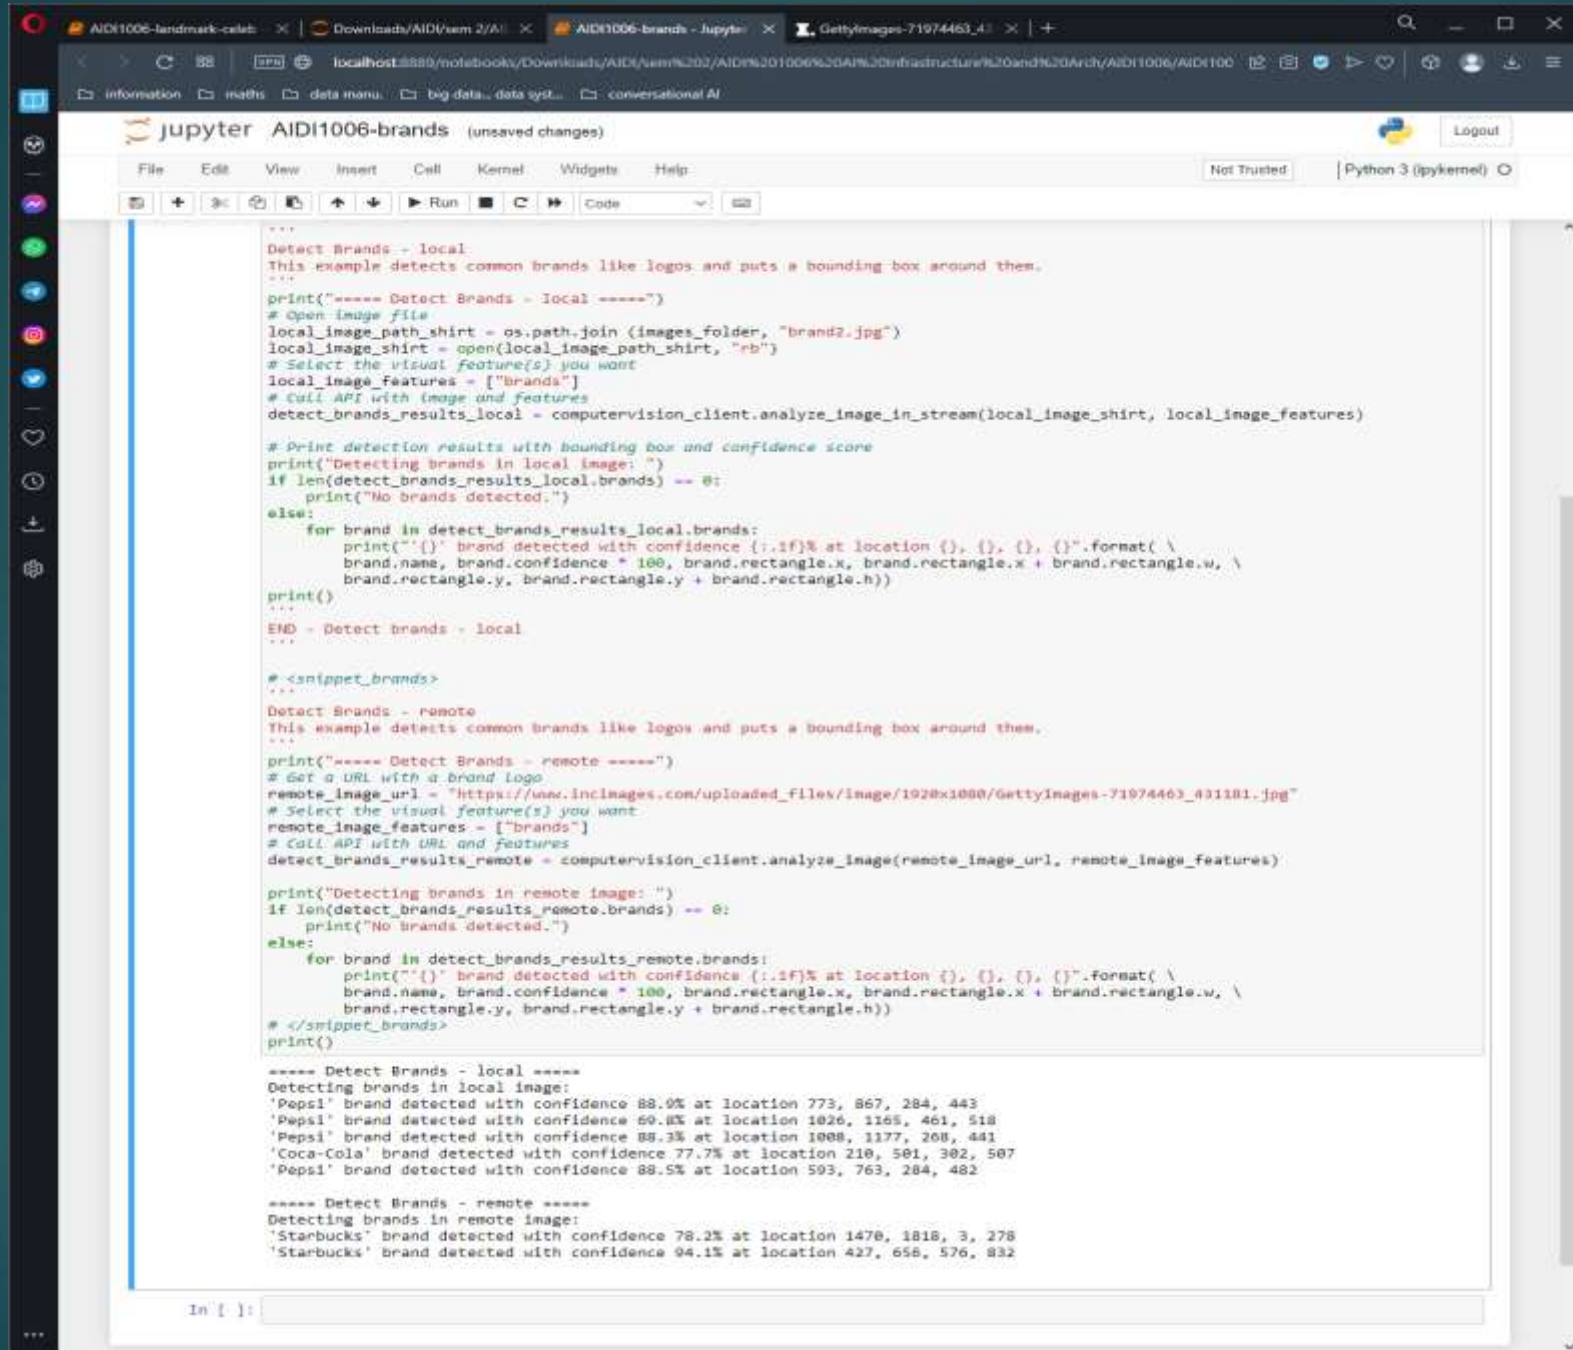 AIDI1006-landmark-celeb
Downloads/AIDI/sem 2/AI
AIDI1006-brands - Jupyte
GettyImages-71974463_43
VPN
localhost:8889/notebooks/Downloads/AIDI/sem%202/AIDI%201006%20AI%20Infrastructure%20and%20Arch/AIDI1006/AIDI100
information
maths
data manu.
big data.. data syst...
conversational AI
jupyter AIDI1006-brands (unsaved changes)
Logout
File Edit View Insert Cell Kernel Widgets Help
Not Trusted
Python 3 (ipykernel)
Run
Code
'''
Detect Brands - local
This example detects common brands like logos and puts a bounding box around them.
'''
print("===== Detect Brands - local =====")
# Open image file
local_image_path_shirt = os.path.join (images_folder, "brand2.jpg")
local_image_shirt = open(local_image_path_shirt, "rb")
# Select the visual feature(s) you want
local_image_features = ["brands"]
# Call API with image and features
detect_brands_results_local = computervision_client.analyze_image_in_stream(local_image_shirt, local_image_features)
# Print detection results with bounding box and confidence score
print("Detecting brands in local image: ")
if len(detect_brands_results_local.brands) == 0:
    print("No brands detected.")
else:
    for brand in detect_brands_results_local.brands:
        print("'{}' brand detected with confidence {:.1f}% at location {}, {}, {}, {}".format( \
        brand.name, brand.confidence * 100, brand.rectangle.x, brand.rectangle.x + brand.rectangle.w, \
        brand.rectangle.y, brand.rectangle.y + brand.rectangle.h))
print()
'''
END - Detect brands - local
'''
# <snippet_brands>
'''
Detect Brands - remote
This example detects common brands like logos and puts a bounding box around them.
'''
print("===== Detect Brands - remote =====")
# Get a URL with a brand logo
remote_image_url = "https://www.incimages.com/uploaded_files/image/1920x1080/GettyImages-71974463_431181.jpg"
# Select the visual feature(s) you want
remote_image_features = ["brands"]
# Call API with URL and features
detect_brands_results_remote = computervision_client.analyze_image(remote_image_url, remote_image_features)
print("Detecting brands in remote image: ")
if len(detect_brands_results_remote.brands) == 0:
    print("No brands detected.")
else:
    for brand in detect_brands_results_remote.brands:
        print("'{}' brand detected with confidence {:.1f}% at location {}, {}, {}, {}".format( \
        brand.name, brand.confidence * 100, brand.rectangle.x, brand.rectangle.x + brand.rectangle.w, \
        brand.rectangle.y, brand.rectangle.y + brand.rectangle.h))
# </snippet_brands>
print()
===== Detect Brands - local =====
Detecting brands in local image:
'Pepsi' brand detected with confidence 88.9% at location 773, 867, 284, 443
'Pepsi' brand detected with confidence 69.8% at location 1026, 1165, 461, 518
'Pepsi' brand detected with confidence 88.3% at location 1008, 1177, 268, 441
'Coca-Cola' brand detected with confidence 77.7% at location 210, 501, 302, 507
'Pepsi' brand detected with confidence 88.5% at location 593, 763, 284, 482
===== Detect Brands - remote =====
Detecting brands in remote image:
'Starbucks' brand detected with confidence 78.2% at location 1470, 1818, 3, 278
'Starbucks' brand detected with confidence 94.1% at location 427, 656, 576, 832
In [ ]: